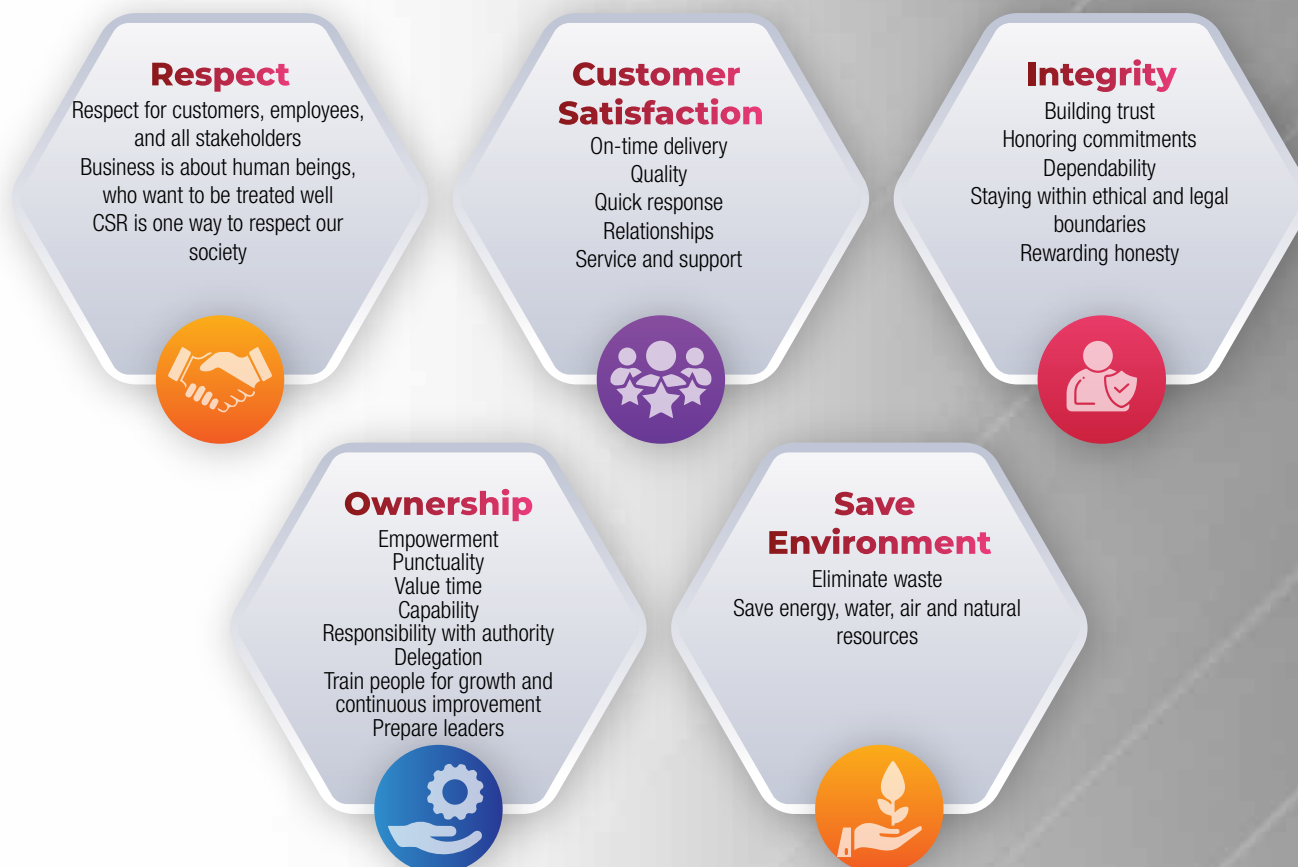 Respect
Respect for customers, employees,
and all stakeholders
Business is about human beings,
who want to be treated well
CSR is one way to respect our
society
Customer
Satisfaction
On-time delivery
Quality
Quick response
Relationships
Service and support
Integrity
Building trust
Honoring commitments
Dependability
Staying within ethical and legal
boundaries
Rewarding honesty
Ownership
Empowerment
Punctuality
Value time
Capability
Responsibility with authority
Delegation
Train people for growth and
continuous improvement
Prepare leaders
Save
Environment
Eliminate waste
Save energy, water, air and natural
resources